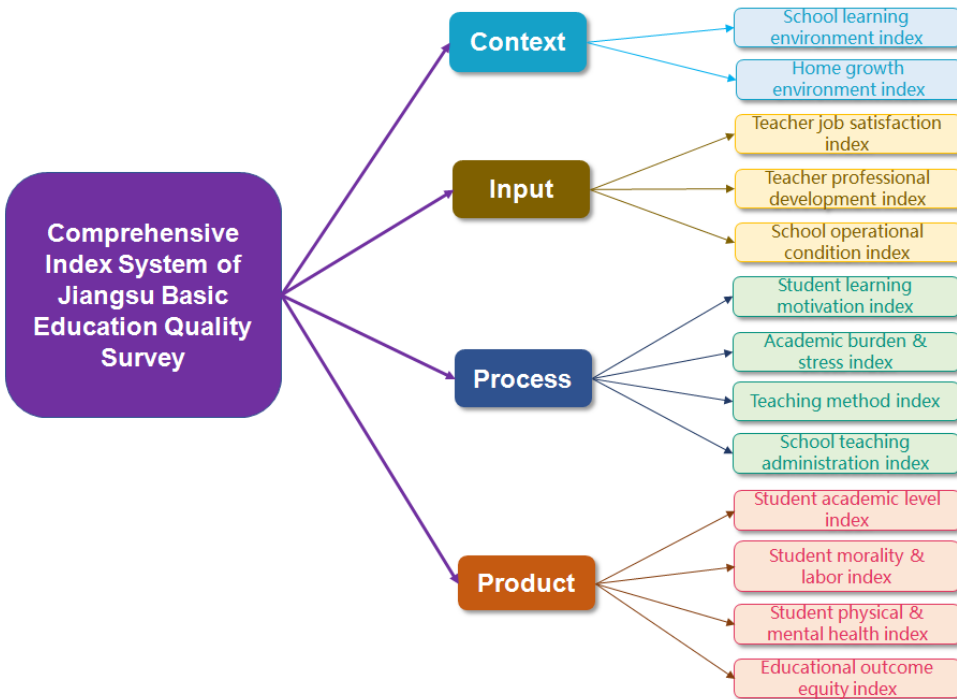 Comprehensive
Index System of
Jiangsu Basic
Education Quality
Survey
Context
School learning
environment index
Home growth
environment index
Input
Teacher job satisfaction
index
Teacher professional
development index
School operational
condition index
Process
Student learning
motivation index
Academic burden &
stress index
Teaching method index
School teaching
administration index
Product
Student academic level
index
Student morality &
labor index
Student physical &
mental health index
Educational outcome
equity index